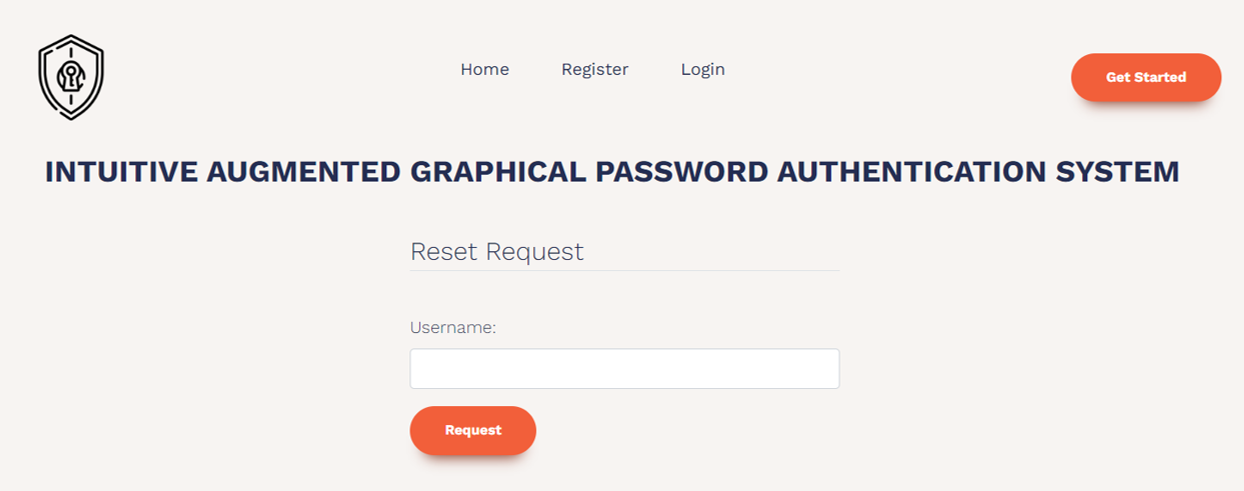 Home Register Login
Get Started
INTUITIVE AUGMENTED GRAPHICAL PASSWORD AUTHENTICATION SYSTEM
Reset Request
Username:
Request